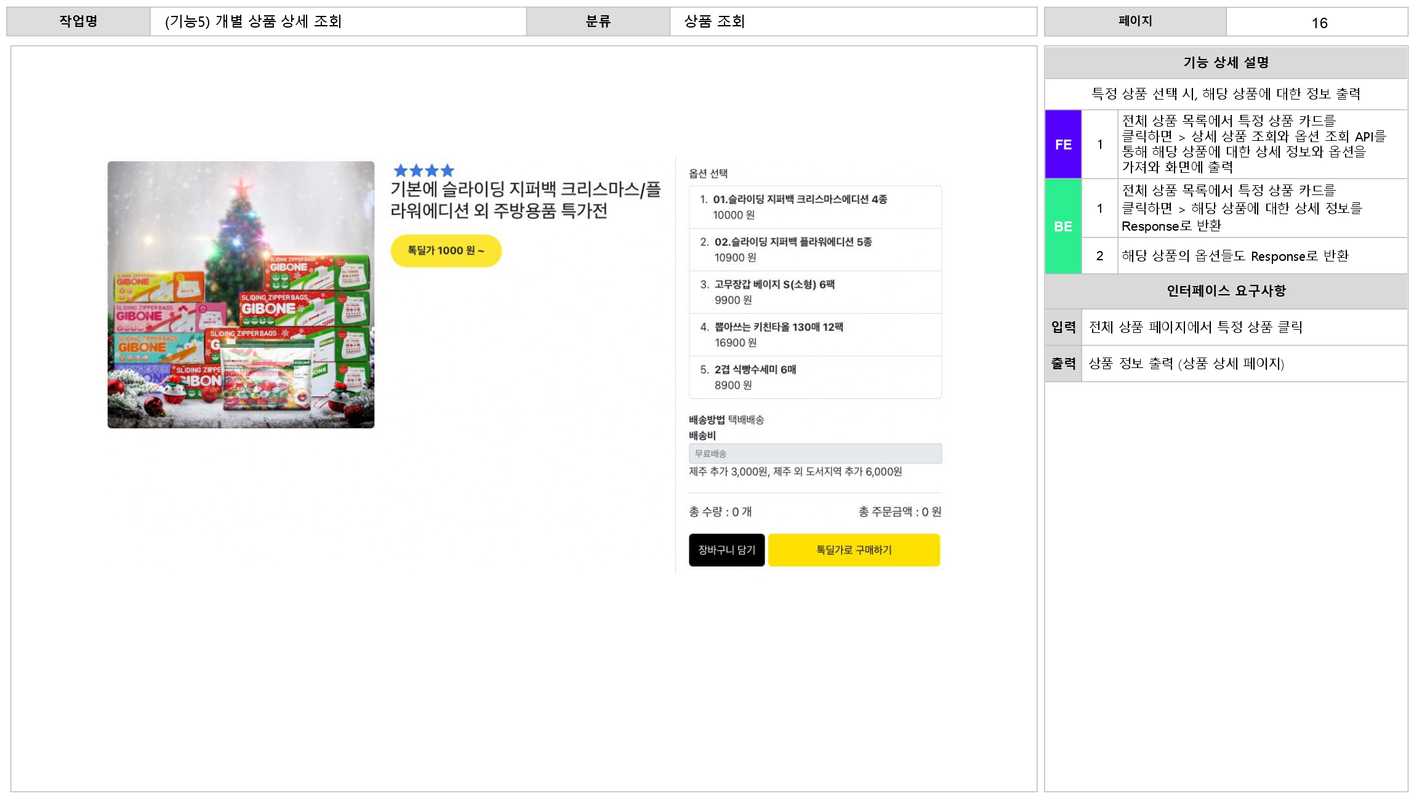 작업명
(기능5) 개별 상품 상세 조회
분류
상품 조회
페이지
16
기본에 슬라이딩 지퍼백 크리스마스/플
라워에디션 외 주방용품 특가전
톡딜가 1000 원 ~
GIBONE
SLIDING ZIPPER BAGS
GIBONE
SLIDING ZIPPER BAGS
GIBONE
SLIDING ZIPPER BAGS
옵션 선택
1. 01.슬라이딩 지퍼백 크리스마스에디션 4종
10000 원
2. 02.슬라이딩 지퍼백 플라워에디션 5종
10900 원
3. 고무장갑 베이지 S(소형) 6팩
9900 원
4. 뽑아쓰는 키친타올 130매 12팩
16900 원
5. 2겹 식빵수세미 6매
8900 원
배송방법 택배배송
배송비
무료배송
제주 추가 3,000원, 제주 외 도서지역 추가 6,000원
총 수량 : 0 개
총 주문금액 : 0 원
장바구니 담기
톡딜가로 구매하기
기능 상세 설명
특정 상품 선택 시, 해당 상품에 대한 정보 출력
FE
1
전체 상품 목록에서 특정 상품 카드를
클릭하면 > 상세 상품 조회와 옵션 조회 API를
통해 해당 상품에 대한 상세 정보와 옵션을
가져와 화면에 출력
BE
1
전체 상품 목록에서 특정 상품 카드를
클릭하면 > 해당 상품에 대한 상세 정보를
Response로 반환
2
해당 상품의 옵션들도 Response로 반환
인터페이스 요구사항
입력
전체 상품 페이지에서 특정 상품 클릭
출력
상품 정보 출력 (상품 상세 페이지)